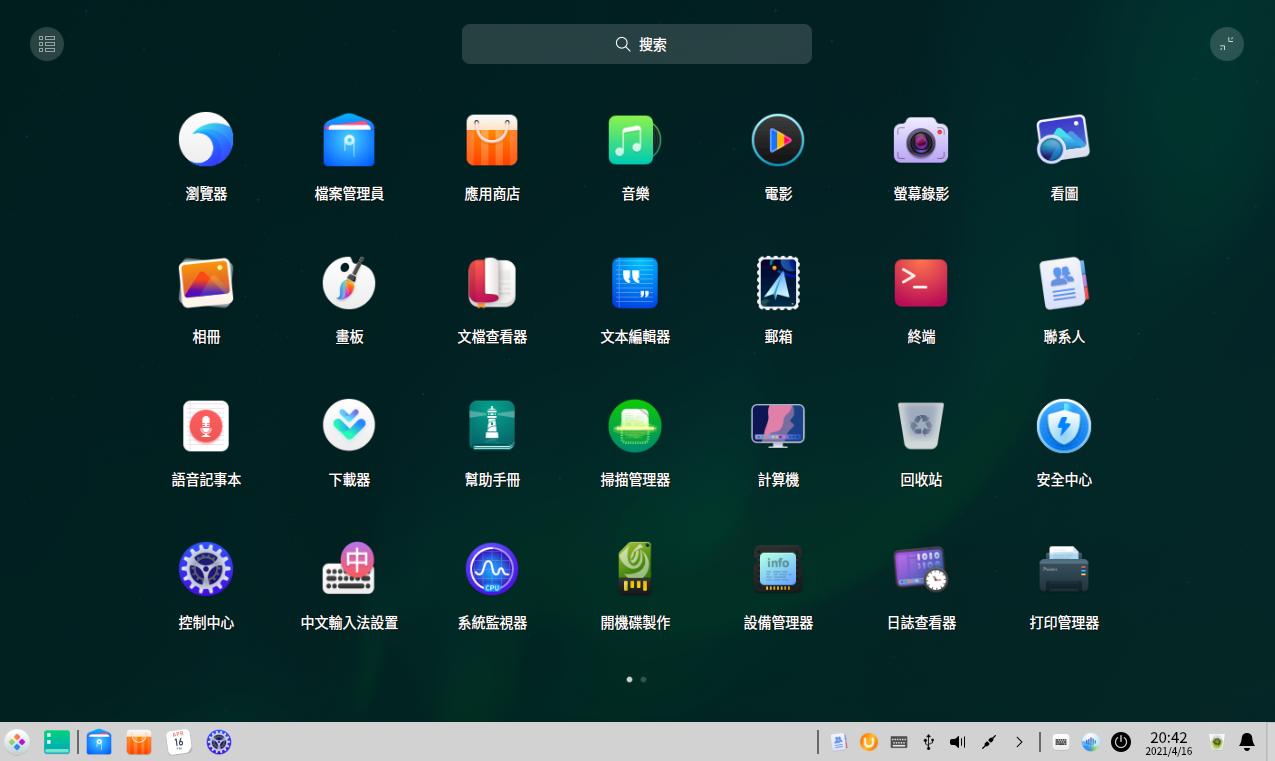 搜索
瀏覽器
檔案管理員
應用商店
音樂
電影
螢幕錄影
看圖
相冊
畫板
文檔查看器
文本編輯器
郵箱
終端
聯系人
語音記事本
下載器
幫助手冊
掃描管理器
計算機
回收站
安全中心
中
CPU
info
控制中心
中文輸入法設置
系統監視器
開機碟製作
設備管理器
日誌查看器
打印管理器
APR
16
20:42
2021/4/16